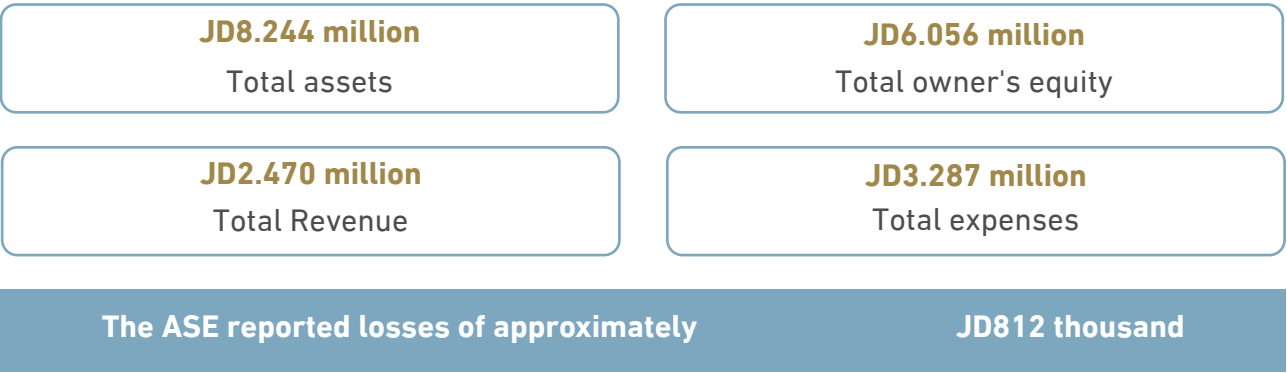 JD8.244 million
Total assets
JD6.056 million
Total owner's equity
JD2.470 million
Total Revenue
JD3.287 million
Total expenses
The ASE reported losses of approximately JD812 thousand